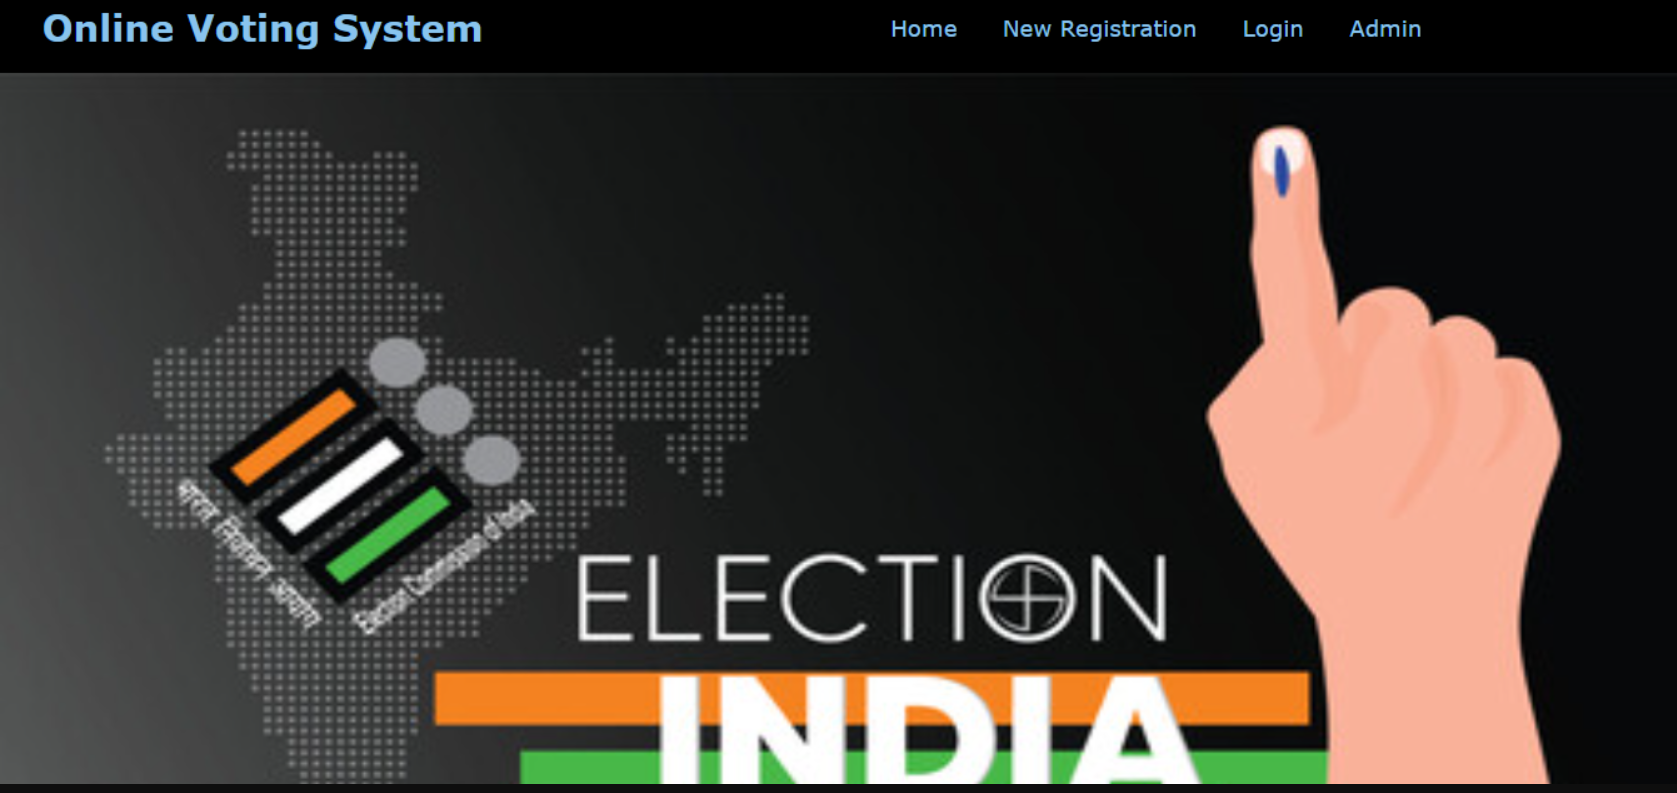 Online Voting System
Home New Registration Login Admin
भारत निर्वाचन आयोग
Election Commission of India
ELECTION
INDIA